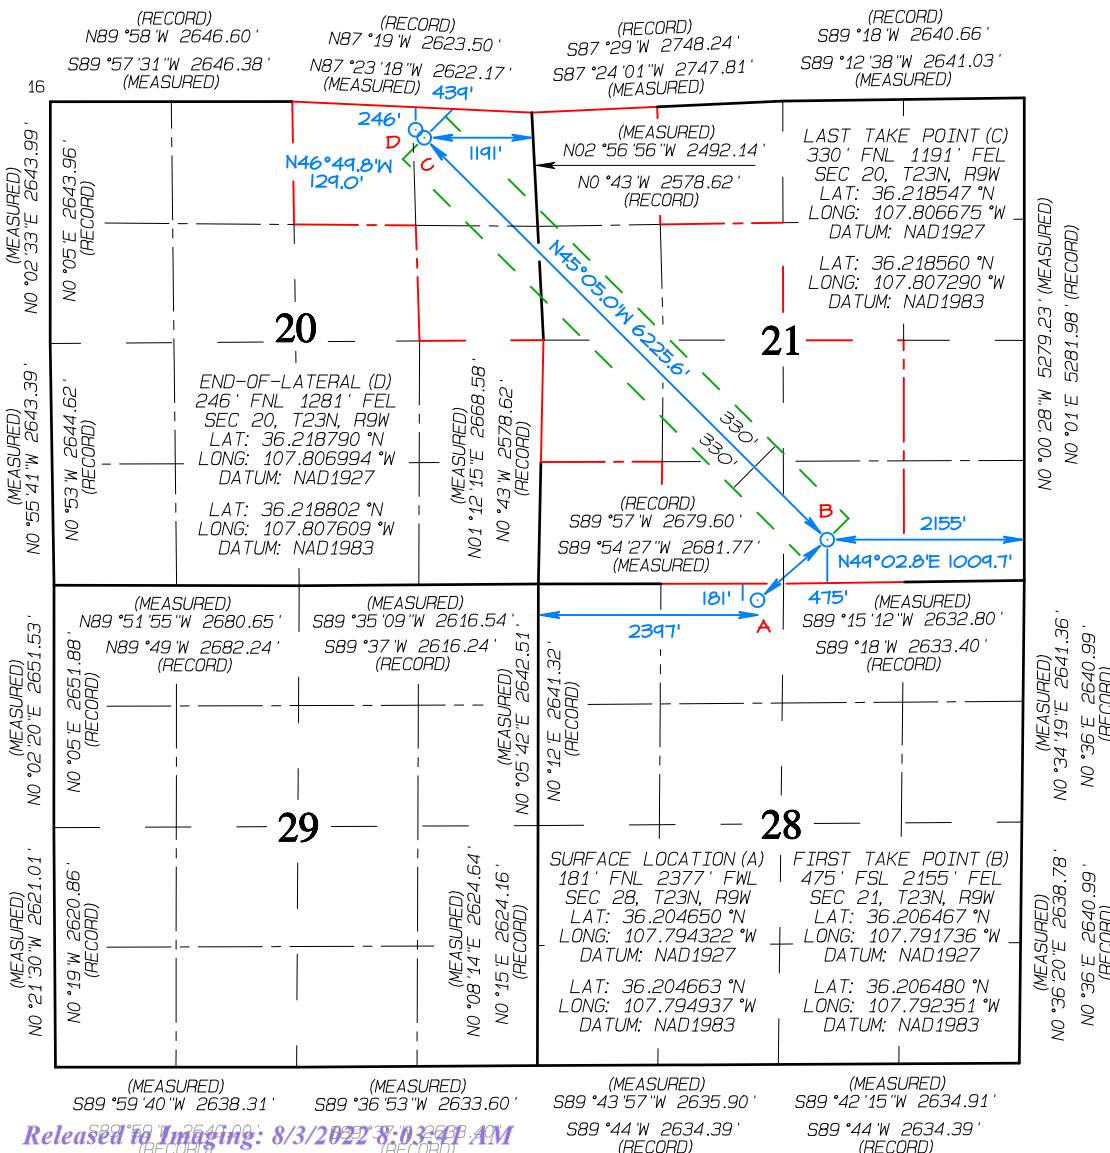 (RECORD)
N89°58'W 2646.60'
S89°57'31"W 2646.38'
(MEASURED)
(RECORD)
N87°19'W 2623.50'
N87°23'18"W 2622.17'
(MEASURED)
(RECORD)
S87°29'W 2748.24'
S87°24'01"W 2747.81'
(MEASURED)
(RECORD)
S89°18'W 2640.66'
S89°12'38"W 2641.03'
(MEASURED)
16
439'
246'
D
C
1191'
N46°49.8'W
129.0'
(MEASURED)
N02°56'56"W 2492.14'
N0°43'W 2578.62'
(RECORD)
LAST TAKE POINT (C)
330' FNL 1191' FEL
SEC 20, T23N, R9W
LAT: 36.218547°N
LONG: 107.806675°W
DATUM: NAD1927
LAT: 36.218560°N
LONG: 107.807290°W
DATUM: NAD1983
(MEASURED)
N0°02'33"E 2643.99'
N0°05'E 2643.96'
(RECORD)
N0°00'28"W 5279.23' (MEASURED)
N0°01'E 5281.98' (RECORD)
N45°05.0'W 6225.6'
20
21
END-OF-LATERAL (D)
246' FNL 1281' FEL
SEC 20, T23N, R9W
LAT: 36.218790°N
LONG: 107.806994°W
DATUM: NAD1927
LAT: 36.218802°N
LONG: 107.807609°W
DATUM: NAD1983
(MEASURED)
N0°55'41"W 2643.39'
N0°53'W 2644.62'
(RECORD)
(MEASURED)
N01°12'15"E 2668.58'
N0°43'W 2578.62'
(RECORD)
330'
330'
(RECORD)
S89°57'W 2679.60'
S89°54'27"W 2681.77'
(MEASURED)
B
2155'
N49°02.8'E 1009.7'
181'
475'
A
2397'
(MEASURED)
N89°51'55"W 2680.65'
N89°49'W 2682.24'
(RECORD)
(MEASURED)
S89°35'09"W 2616.54'
S89°37'W 2616.24'
(RECORD)
(MEASURED)
S89°15'12"W 2632.80'
S89°18'W 2633.40'
(RECORD)
(MEASURED)
N0°02'20"E 2651.53'
N0°05'E 2651.88'
(RECORD)
(MEASURED)
N0°05'42"E 2642.51
N0°12'E 2641.32'
(RECORD)
(MEASURED)
N0°34'19"E 2641.36'
N0°36'E 2640.99'
(RECORD)
29
28
SURFACE LOCATION (A)
181' FNL 2377' FWL
SEC 28, T23N, R9W
LAT: 36.204650°N
LONG: 107.794322°W
DATUM: NAD1927
LAT: 36.204663°N
LONG: 107.794937°W
DATUM: NAD1983
FIRST TAKE POINT (B)
475' FSL 2155' FEL
SEC 21, T23N, R9W
LAT: 36.206467°N
LONG: 107.791736°W
DATUM: NAD1927
LAT: 36.206480°N
LONG: 107.792351°W
DATUM: NAD1983
(MEASURED)
N0°21'30"W 2621.01'
N0°19'W 2620.86'
(RECORD)
(MEASURED)
N0°08'14"E 2624.64'
N0°15'E 2624.16'
(RECORD)
(MEASURED)
N0°36'20"E 2638.78'
N0°36'E 2640.99'
(RECORD)
(MEASURED)
S89°59'40"W 2638.31'
(RECORD)
(MEASURED)
S89°36'53"W 2633.60'
(RECORD)
(MEASURED)
S89°43'57"W 2635.90'
S89°44'W 2634.39'
(RECORD)
(MEASURED)
S89°42'15"W 2634.91'
S89°44'W 2634.39'
(RECORD)
Released to Imaging: 8/3/2022 8:03:41 AM